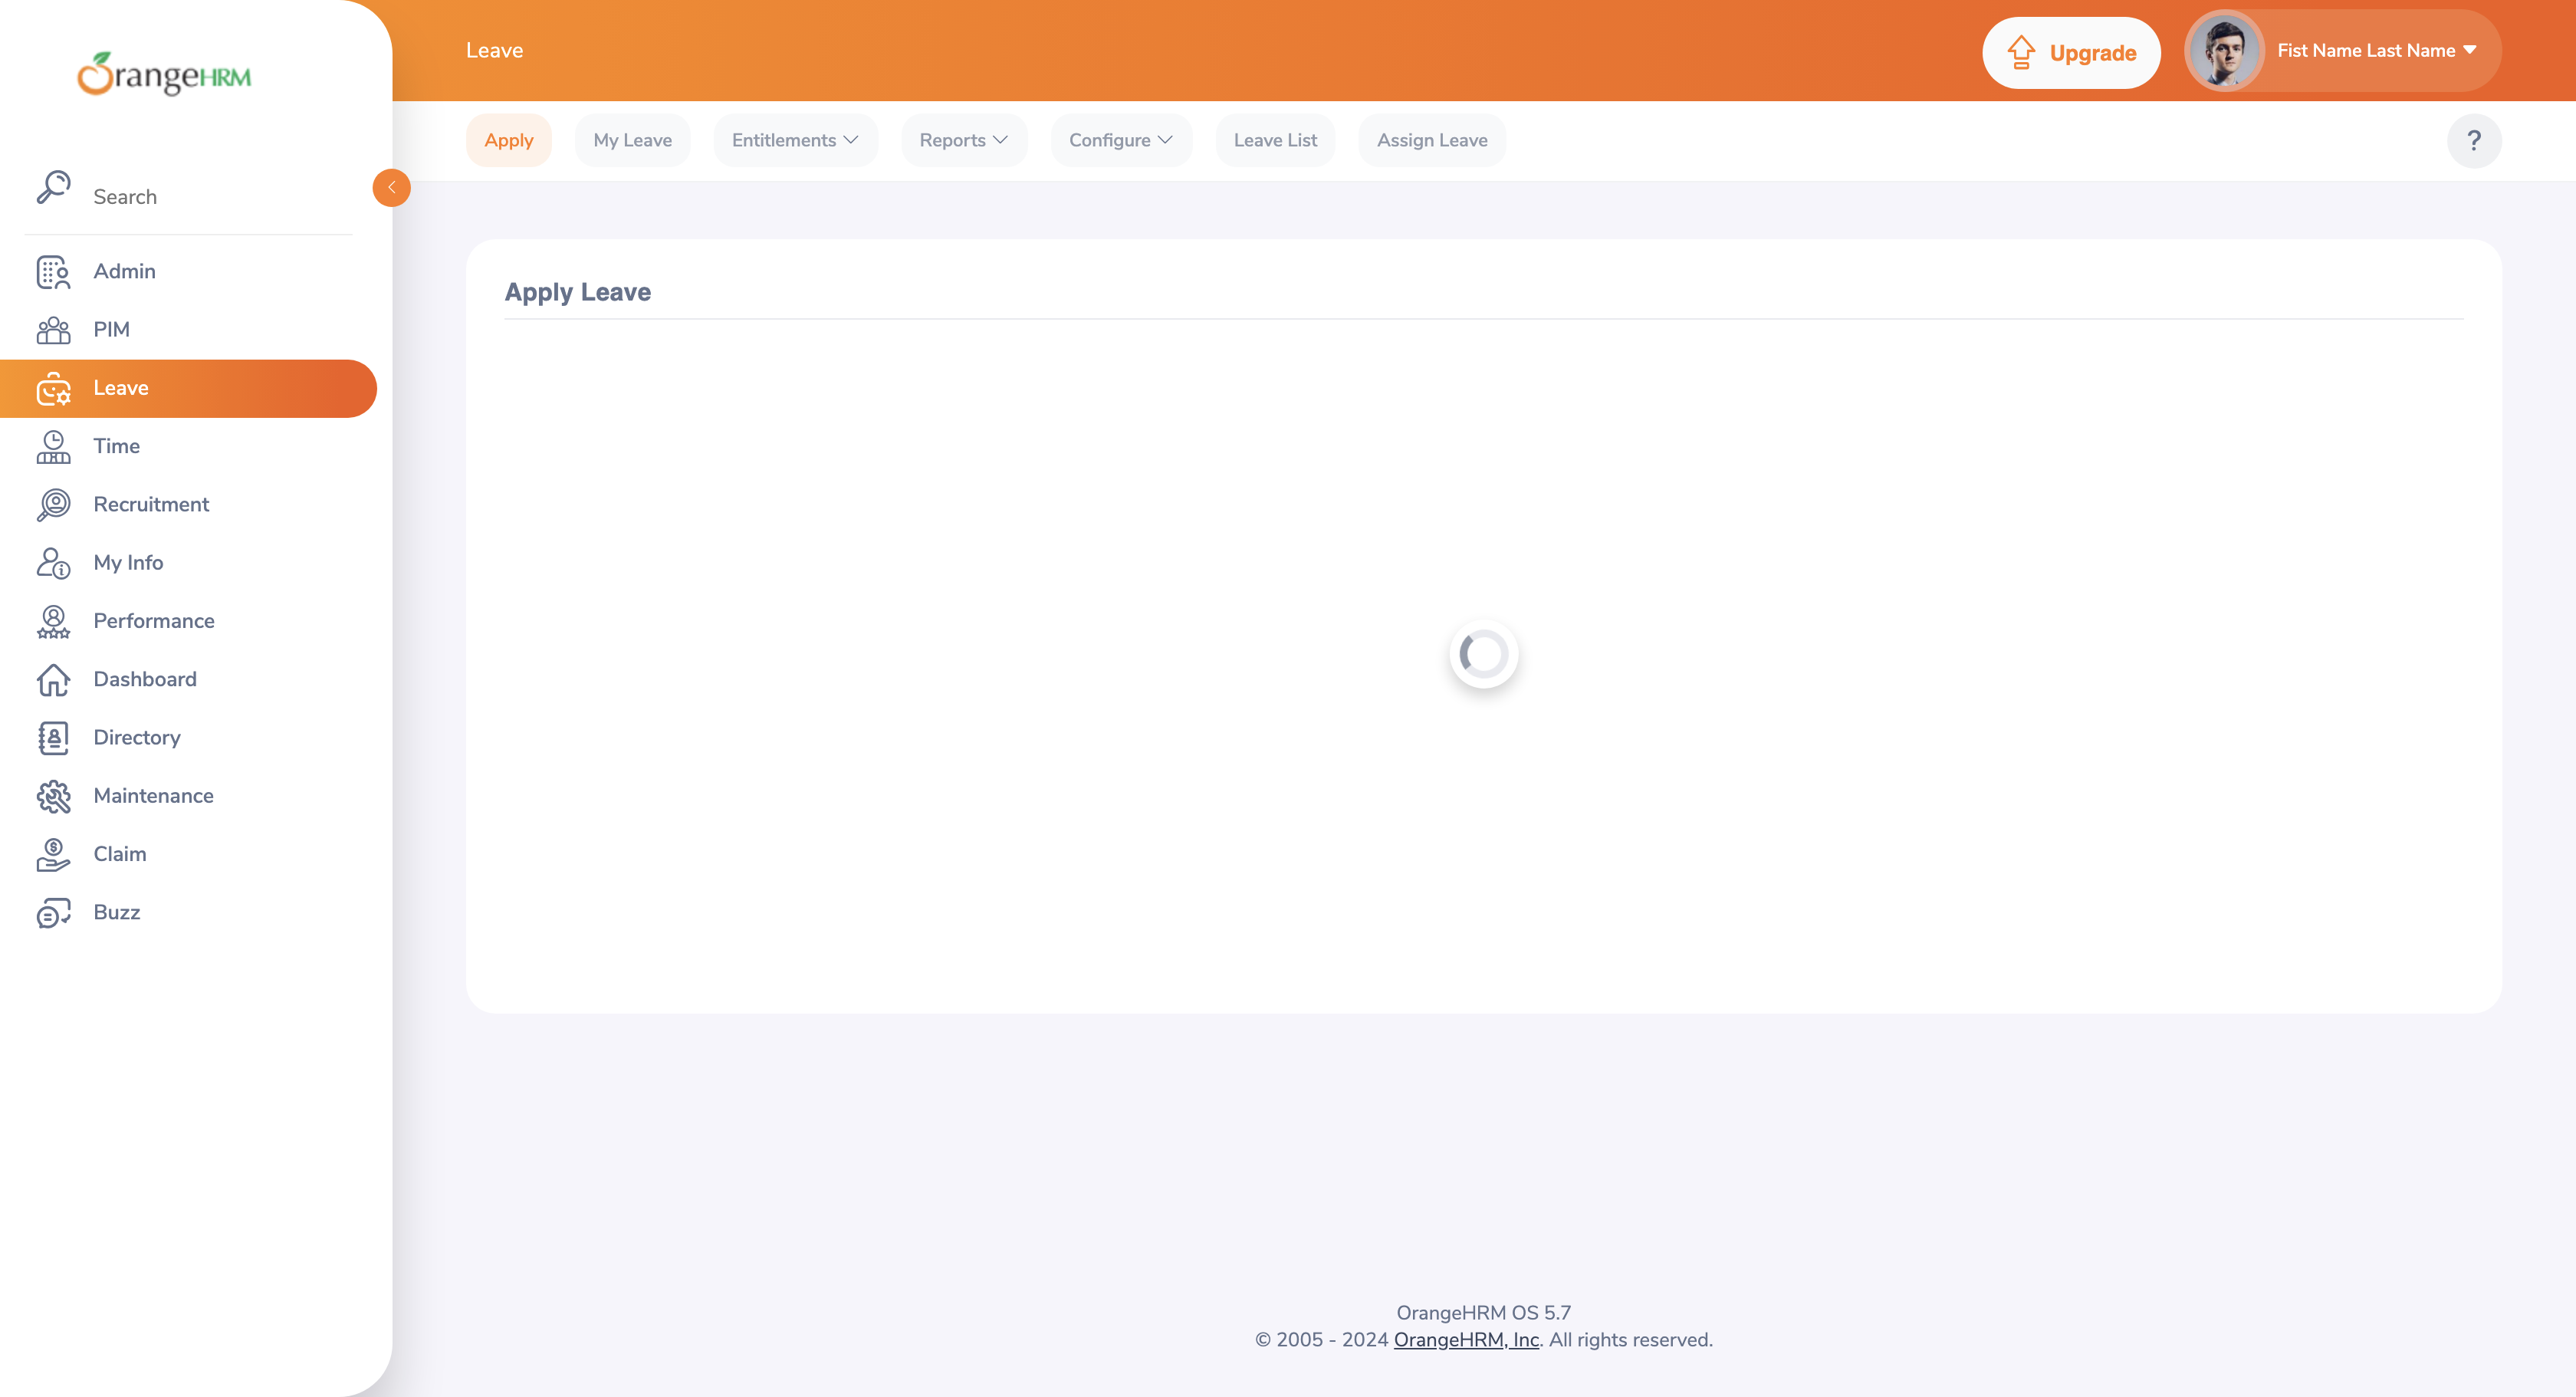 OrangeHRM
Leave
Upgrade
Fist Name Last Name
Search
Apply
My Leave
Entitlements
Reports
Configure
Leave List
Assign Leave
?
Admin
PIM
Leave
Time
Recruitment
My Info
Performance
Dashboard
Directory
Maintenance
Claim
Buzz
Apply Leave
OrangeHRM OS 5.7
© 2005 - 2024 OrangeHRM, Inc. All rights reserved.